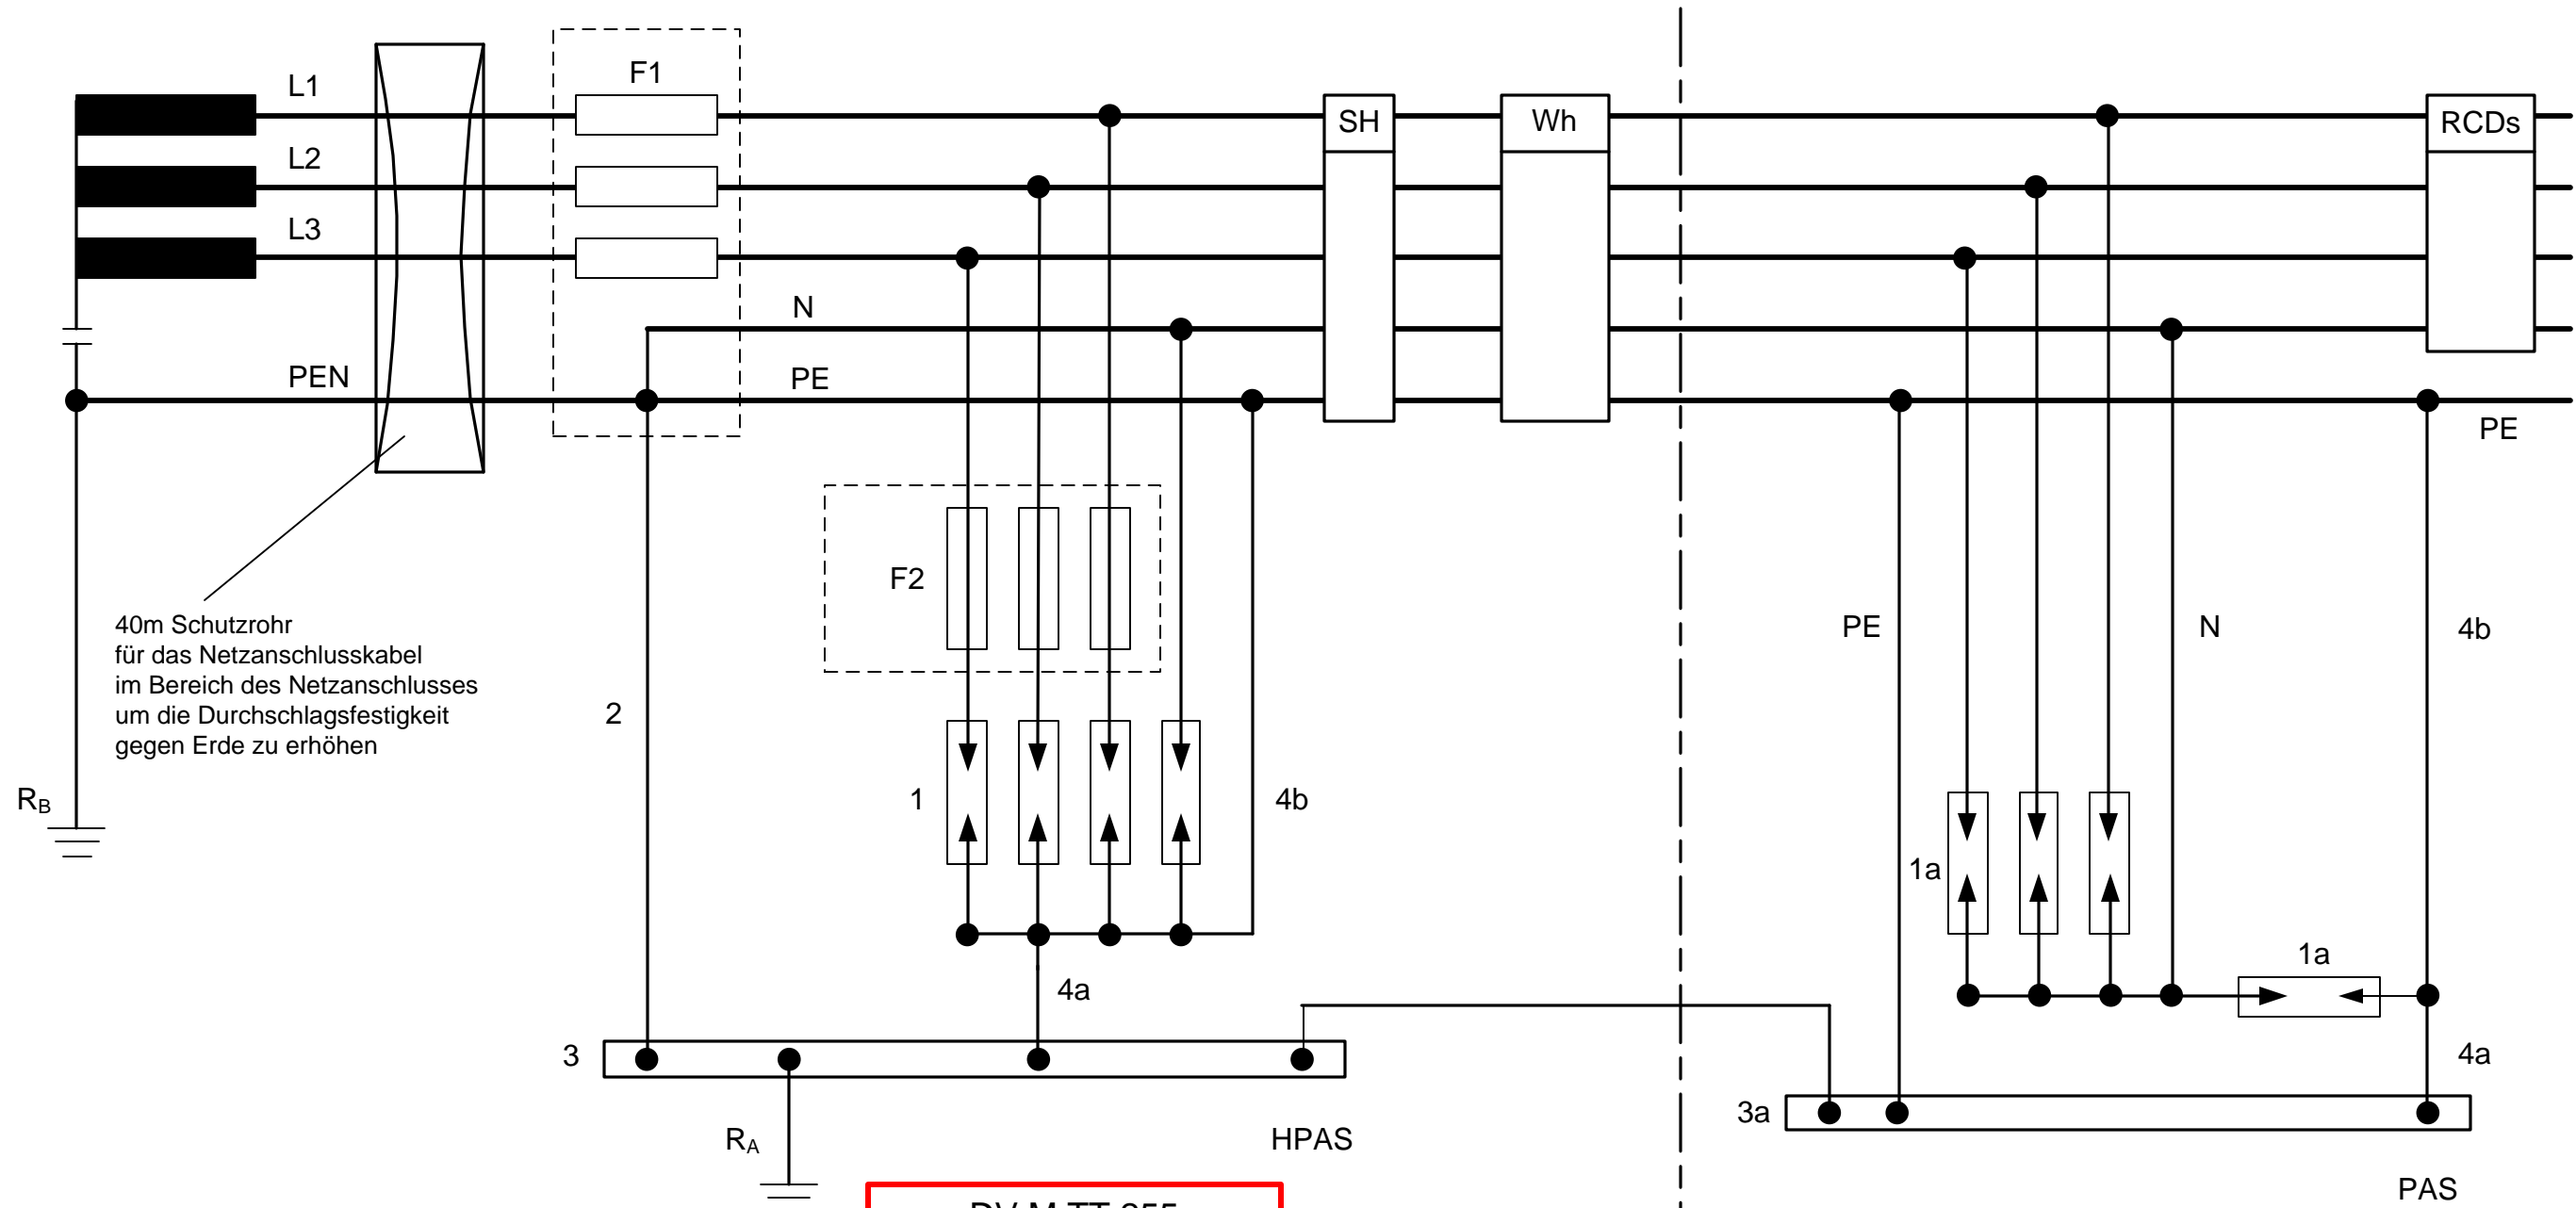 L1
F1
SH
Wh
RCDs
L2
L3
N
PEN
PE
PE
F2
40m Schutzrohr
für das Netzanschlusskabel
im Bereich des Netzanschlusses
um die Durchschlagsfestigkeit
gegen Erde zu erhöhen
PE
N
4b
2
RB
1
4b
1a
1a
4a
3
4a
3a
RA
HPAS
PAS